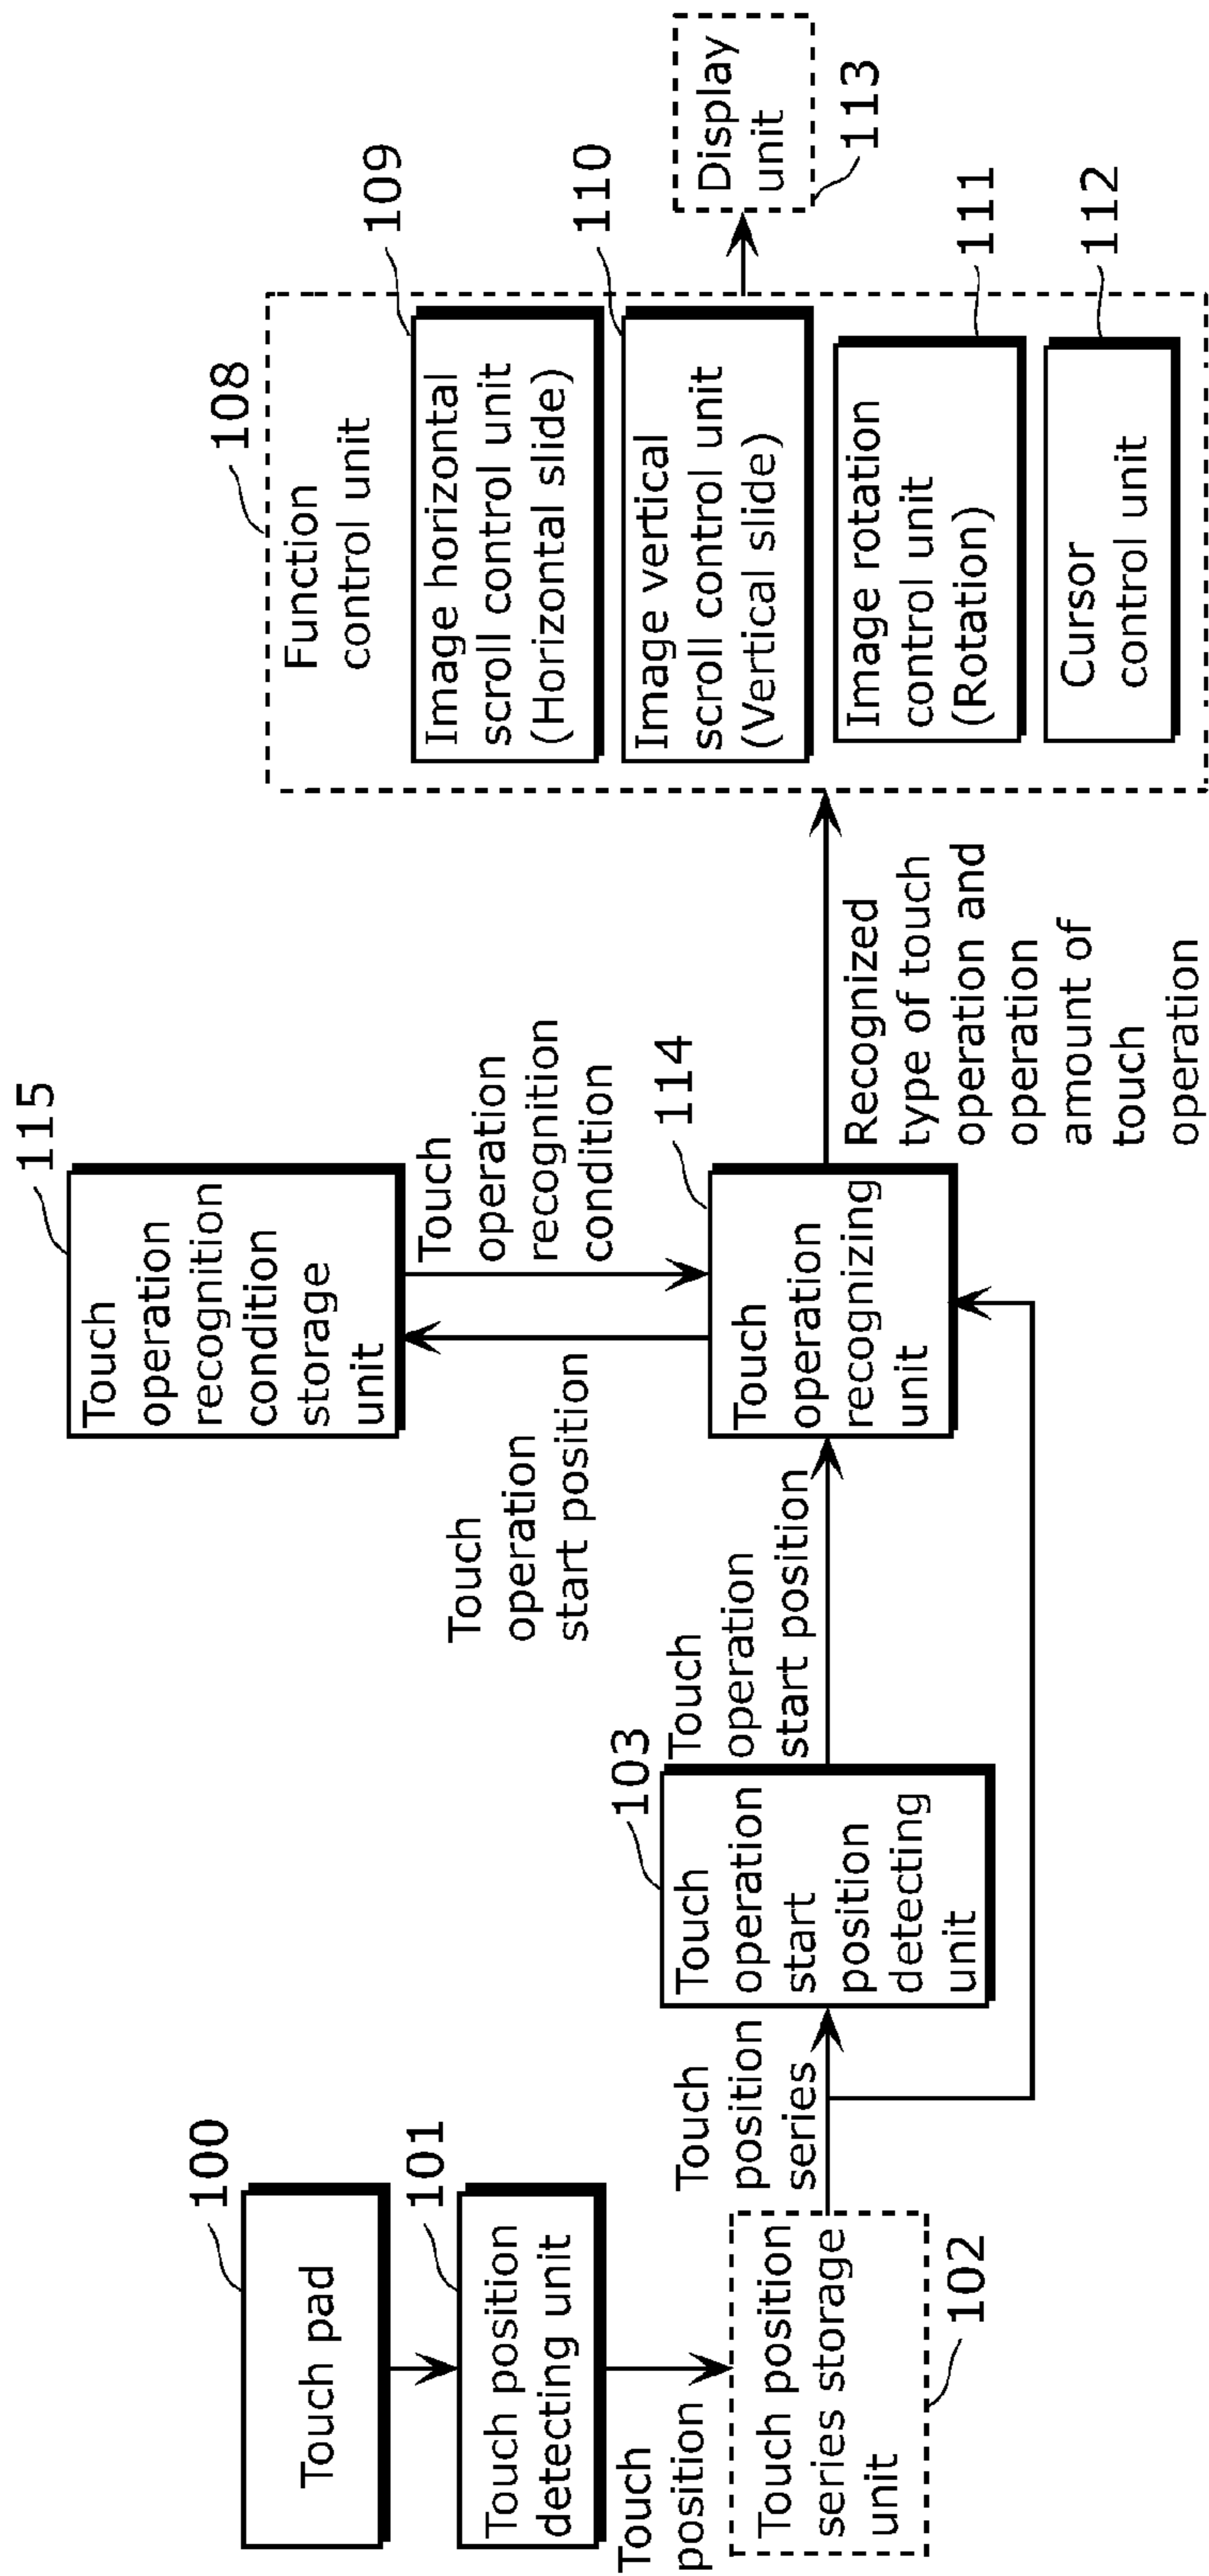 100
Touch pad
101
Touch position
detecting unit
Touch
position
Touch position
series storage
unit
102
Touch
position
series
103
Touch
operation
start
position
detecting
unit
Touch
operation
start position
115
Touch
operation
recognition
condition
storage
unit
Touch
operation
start position
Touch
operation
recognition
condition
114
Touch
operation
recognizing
unit
Recognized
type of touch
operation and
operation
amount of
touch
operation
108
Function
control unit
109
Image horizontal
scroll control unit
(Horizontal slide)
110
Image vertical
scroll control unit
(Vertical slide)
111
Image rotation
control unit
(Rotation)
112
Cursor
control unit
Display
unit
113